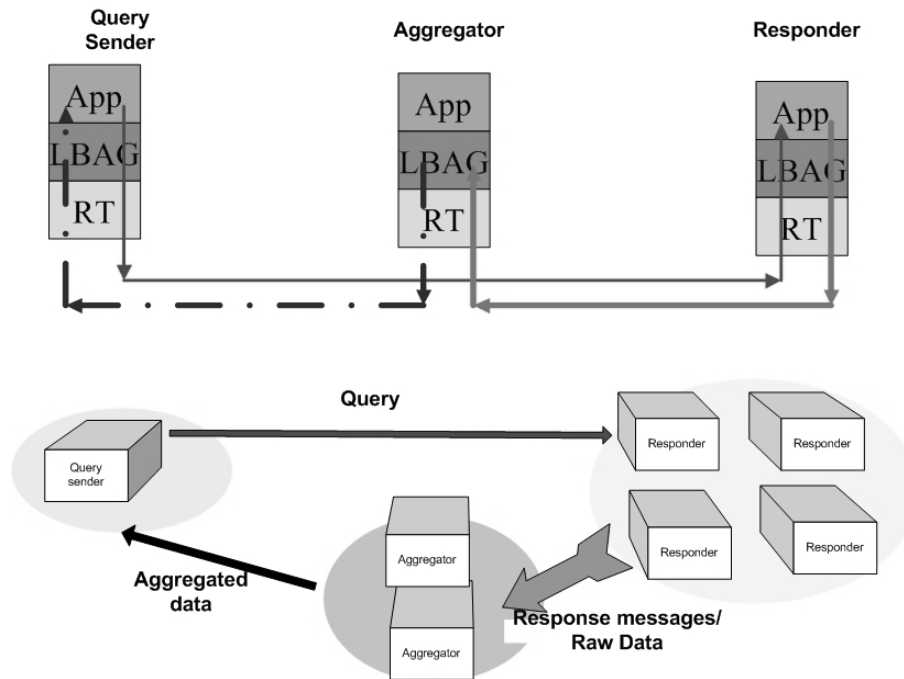 Query
Sender
Aggregator
Responder
App
LBAG
RT
App
LBAG
RT
App
LBAG
RT
Query
Query
sender
Responder
Responder
Responder
Responder
Aggregator
Aggregator
Aggregated
data
Response messages/
Raw Data